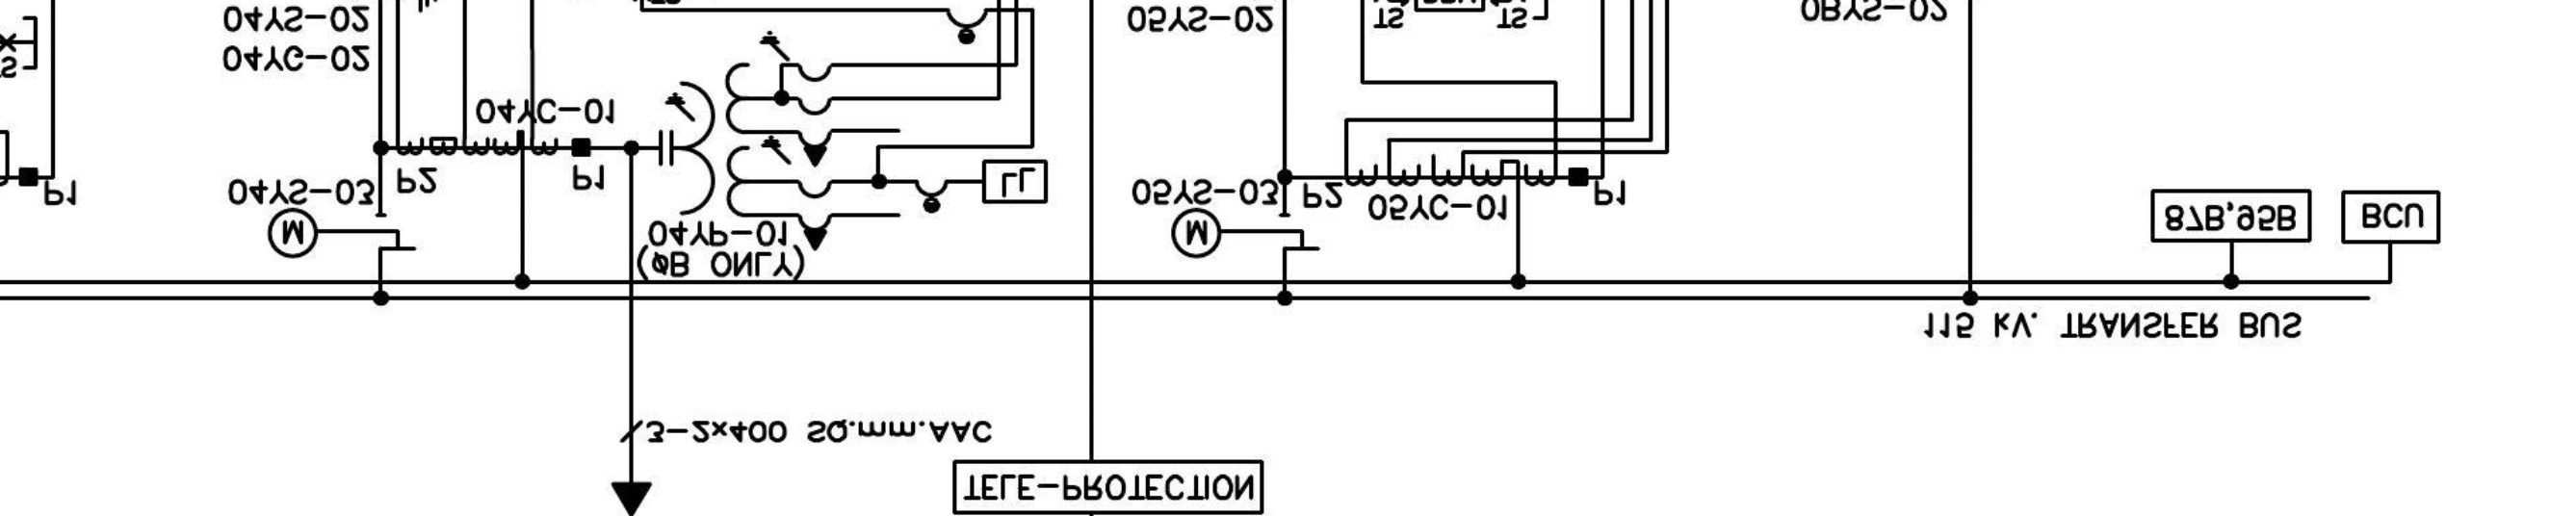 04YS-02
04YG-02
05YS-02
TS
TS
0BYS-02
04YC-01
P2
P1
P1
04YS-03
LL
05YS-03
P2
05YC-01
P1
87B,95B
BCU
M
04YP-01
(øB ONLY)
M
115 kV. TRANSFER BUS
3-2x400 SQ.mm.AAC
TELE-PROTECTION